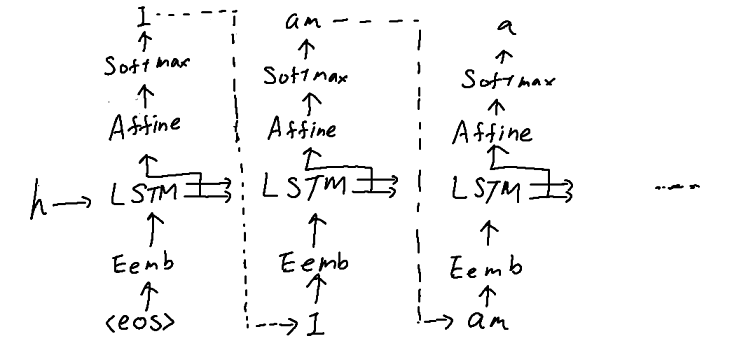 I am a
Softmax Softmax Softmax
Affine Affine Affine
h LSTM LSTM LSTM
Eemb Eemb Eemb
<eos> I am